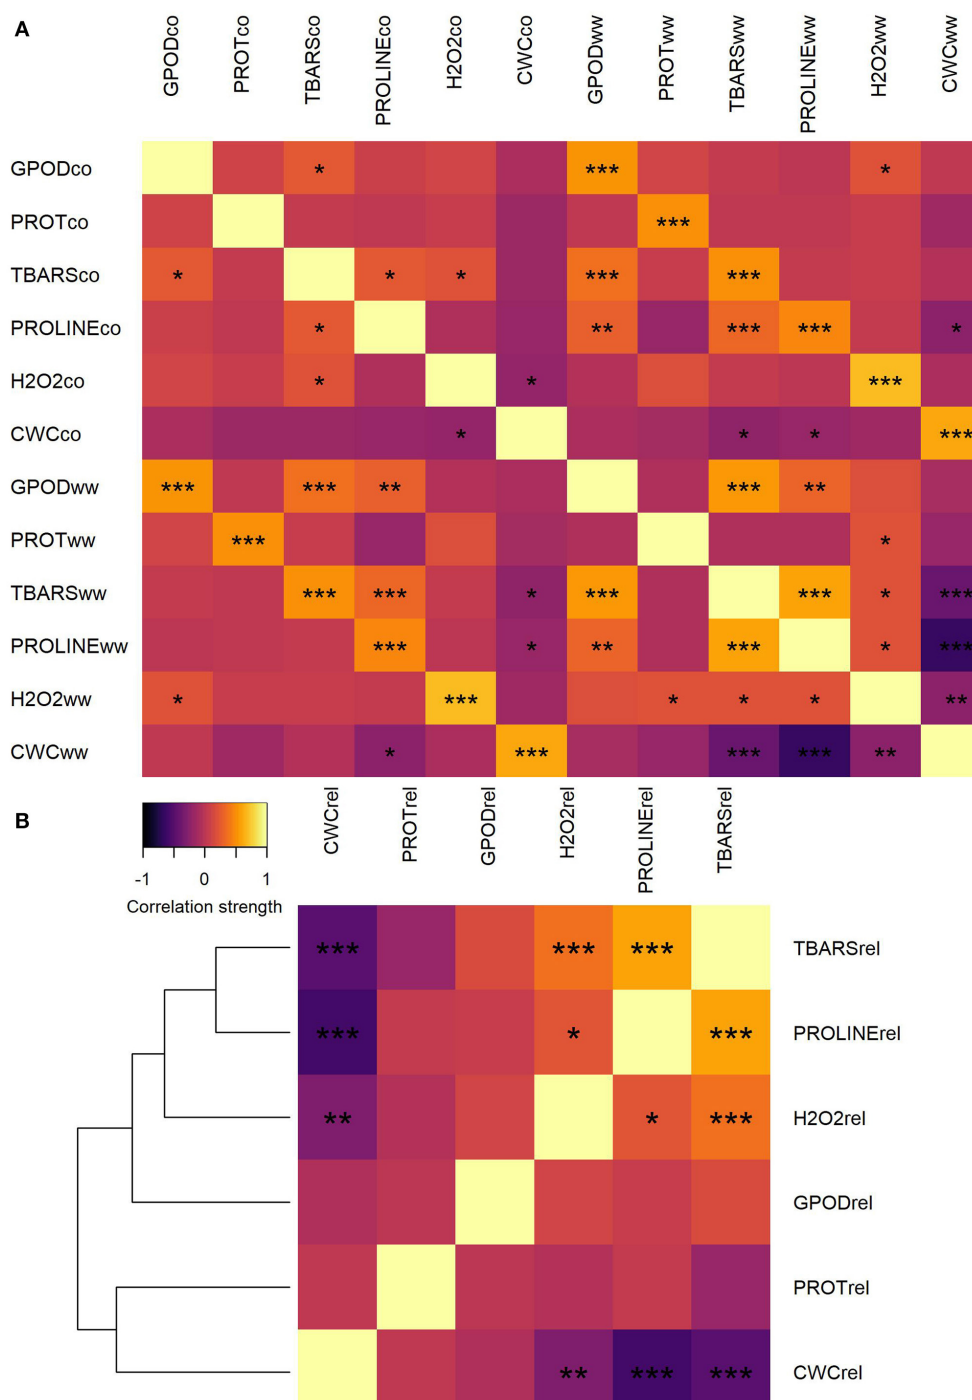 A
GPODco PROTco TBARSco PROLINEco H2O2co CWCco GPODww PROTww TBARSww PROLINEww H2O2ww CWCww
GPODco * *** *
PROTco ***
TBARSco * * * *** ***
PROLINEco * ** *** *** *
H2O2co * * ***
CWCco * * * ***
GPODww *** *** ** *** **
PROTww *** *
TBARSww *** *** * *** *** * ***
PROLINEww *** * ** *** * ***
H2O2ww * *** * * * **
CWCww * *** *** *** **
B
CWCrel PROTrel GPODrel H2O2rel PROLINErel TBARSrel
-1 0 1
Correlation strength
*** *** *** TBARSrel
*** * *** PROLINErel
** * *** H2O2rel
GPODrel
PROTrel
** *** *** CWCrel